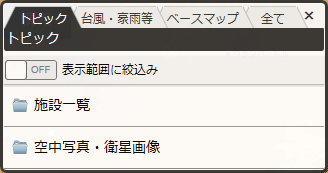 トピック 台風・豪雨等 ベースマップ 全て ×
トピック
OFF 表示範囲に絞込み
施設一覧
空中写真・衛星画像